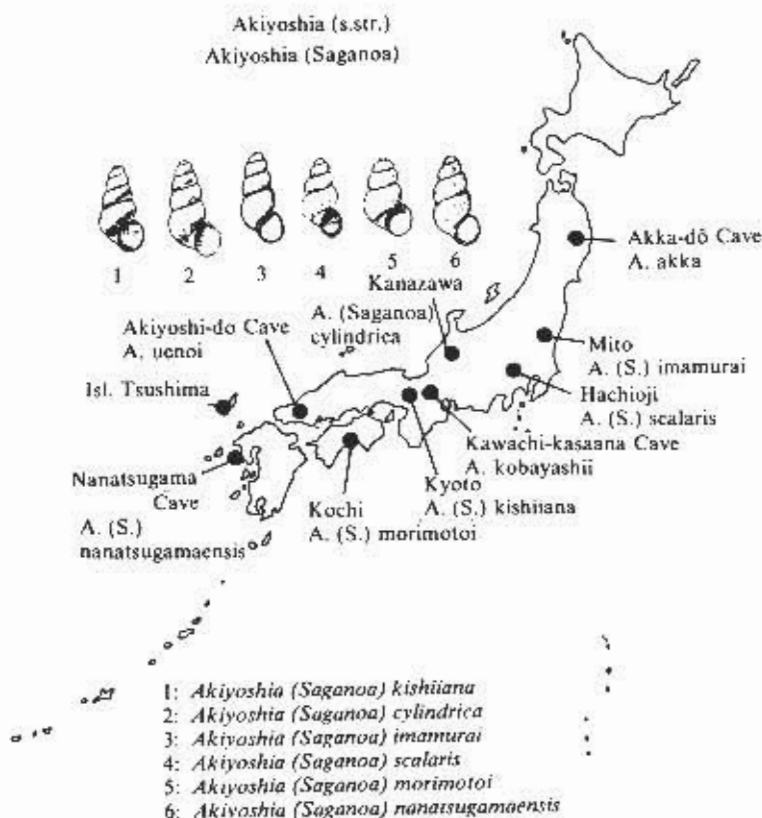 Akiyoshia (s.str.)
Akiyoshia (Saganoa)
1
2
3
4
5
6
Akka-dô Cave
A. akka
Kanazawa
A. (Saganoa)
cylindrica
Akiyoshi-do Cave
A. uenoi
Mito
A. (S.) imamurai
Isl. Tsushima
Hachioji
A. (S.) scalaris
Kawachi-kasaana Cave
A. kobayashii
Nanatsugama
Cave
A. (S.)
nanatsugamaensis
Kyoto
A. (S.) kishiiana
Kochi
A. (S.) morimotoi
1: Akiyoshia (Saganoa) kishiiana
2: Akiyoshia (Saganoa) cylindrica
3: Akiyoshia (Saganoa) imamurai
4: Akiyoshia (Saganoa) scalaris
5: Akiyoshia (Saganoa) morimotoi
6: Akiyoshia (Saganoa) nanatsugamaensis